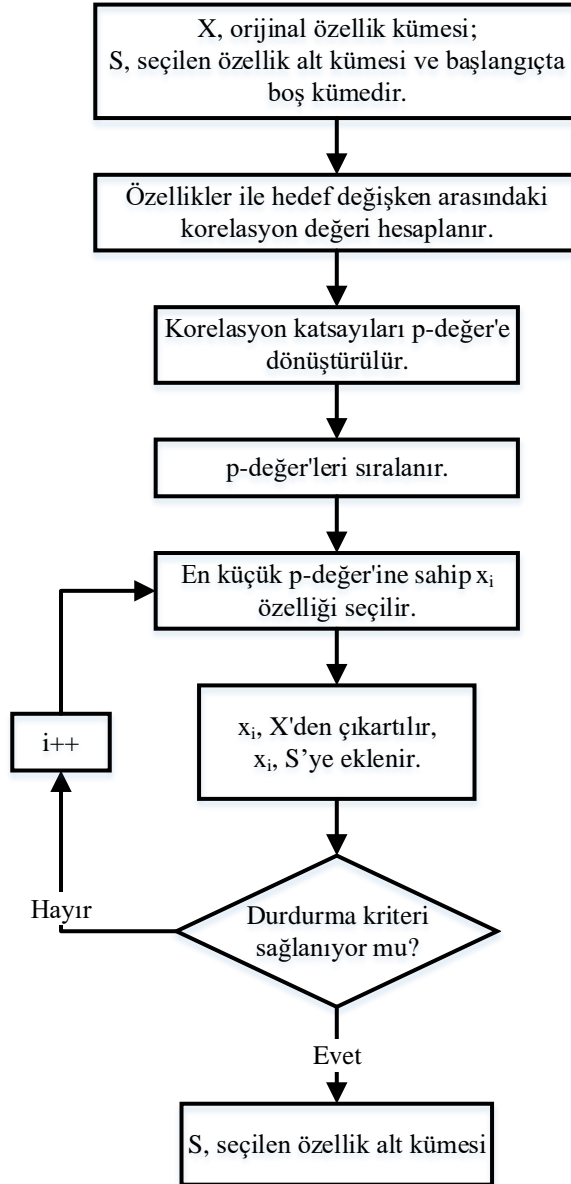 X, orijinal özellik kümesi;
S, seçilen özellik alt kümesi ve başlangıçta
boş kümedir.
Özellikler ile hedef değişken arasındaki
korelasyon değeri hesaplanır.
Korelasyon katsayıları p-değer'e
dönüştürülür.
p-değer'leri sıralanır.
En küçük p-değer'ine sahip xᵢ
özelliği seçilir.
xᵢ, X'den çıkartılır,
xᵢ, S’ye eklenir.
i++
Durdurma kriteri
sağlanıyor mu?
Hayır
Evet
S, seçilen özellik alt kümesi